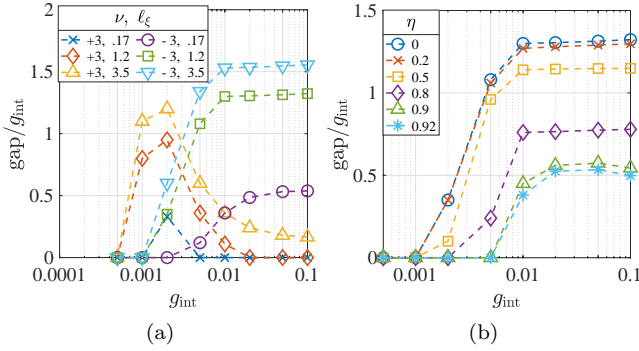 ν, ℓξ
+3, .17
- 3, .17
+3, 1.2
- 3, 1.2
+3, 3.5
- 3, 3.5
2
1.5
1
0.5
0
0.0001
0.001
0.01
0.1
gap/g_int
g_int
(a)
η
0
0.2
0.5
0.8
0.9
0.92
1.5
1
0.5
0
0.001
0.01
0.1
gap/g_int
g_int
(b)